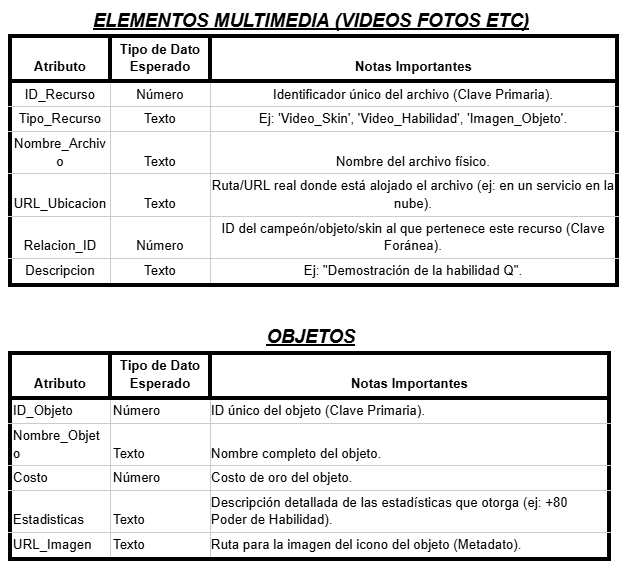 ELEMENTOS MULTIMEDIA (VIDEOS FOTOS ETC)
Atributo
Tipo de Dato
Esperado
Notas Importantes
ID_Recurso Número Identificador único del archivo (Clave Primaria).
Tipo_Recurso Texto Ej: 'Video_Skin', 'Video_Habilidad', 'Imagen_Objeto'.
Nombre_Archiv
o Texto Nombre del archivo físico.
Ruta/URL real donde está alojado el archivo (ej: en un servicio en la
URL_Ubicacion Texto nube).
ID del campeón/objeto/skin al que pertenece este recurso (Clave
Relacion_ID Número Foránea).
Descripcion Texto Ej: "Demostración de la habilidad Q".
OBJETOS
Atributo
Tipo de Dato
Esperado
Notas Importantes
ID_Objeto Número ID único del objeto (Clave Primaria).
Nombre_Objet
o Texto Nombre completo del objeto.
Costo Número Costo de oro del objeto.
Descripción detallada de las estadísticas que otorga (ej: +80
Estadisticas Texto Poder de Habilidad).
URL_Imagen Texto Ruta para la imagen del icono del objeto (Metadato).